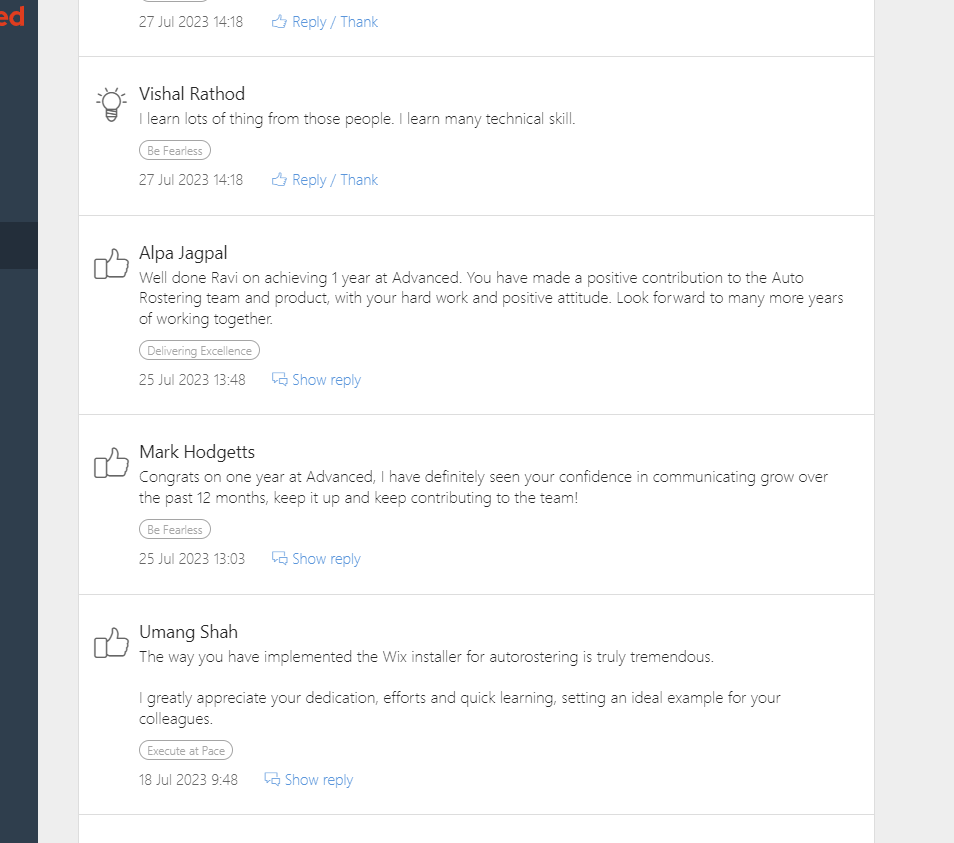 ed
27 Jul 2023 14:18 Reply / Thank
Vishal Rathod
I learn lots of thing from those people. I learn many technical skill.
Be Fearless
27 Jul 2023 14:18 Reply / Thank
Alpa Jagpal
Well done Ravi on achieving 1 year at Advanced. You have made a positive contribution to the Auto
Rostering team and product, with your hard work and positive attitude. Look forward to many more years
of working together.
Delivering Excellence
25 Jul 2023 13:48 Show reply
Mark Hodgetts
Congrats on one year at Advanced, I have definitely seen your confidence in communicating grow over
the past 12 months, keep it up and keep contributing to the team!
Be Fearless
25 Jul 2023 13:03 Show reply
Umang Shah
The way you have implemented the Wix installer for autorostering is truly tremendous.
I greatly appreciate your dedication, efforts and quick learning, setting an ideal example for your
colleagues.
Execute at Pace
18 Jul 2023 9:48 Show reply